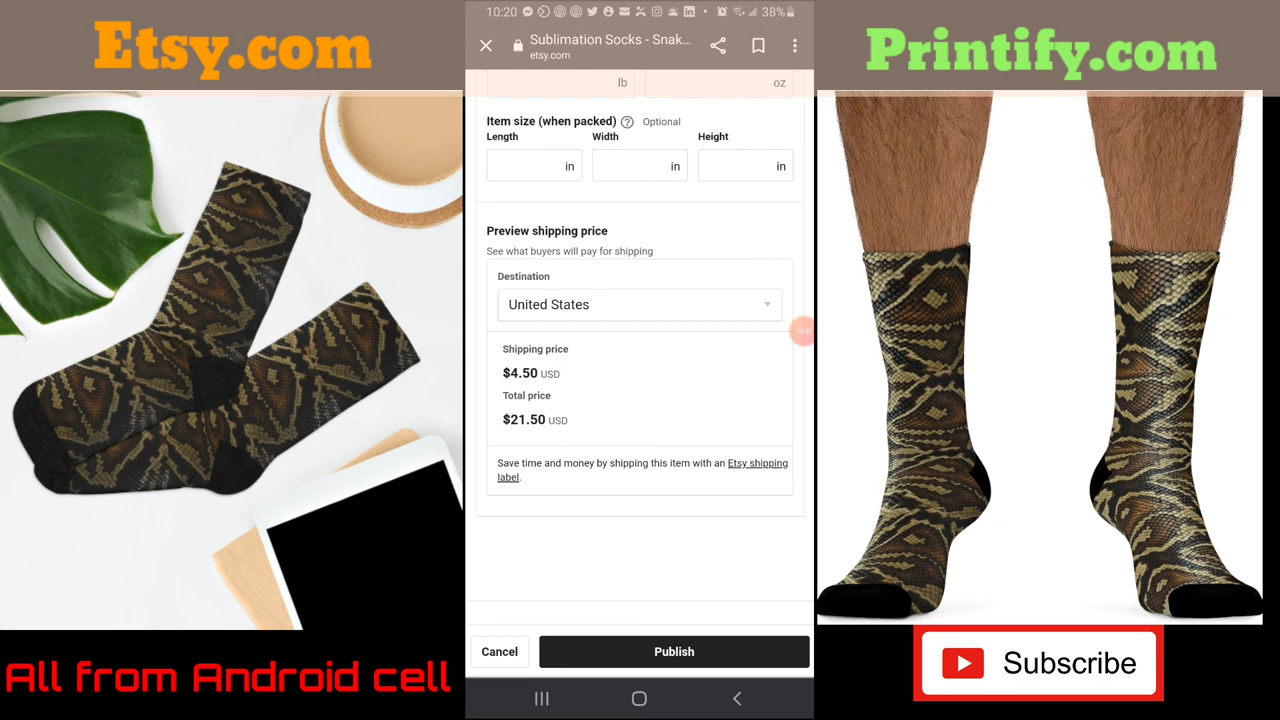 Etsy.com
10:20
38%
Sublimation Socks - Snak...
etsy.com
Printify.com
lb
oz
Item size (when packed) ? Optional
Length Width Height
in in in
Preview shipping price
See what buyers will pay for shipping
Destination
United States
Shipping price
$4.50 USD
Total price
$21.50 USD
Save time and money by shipping this item with an Etsy shipping
label.
Cancel
Publish
All from Android cell
Subscribe